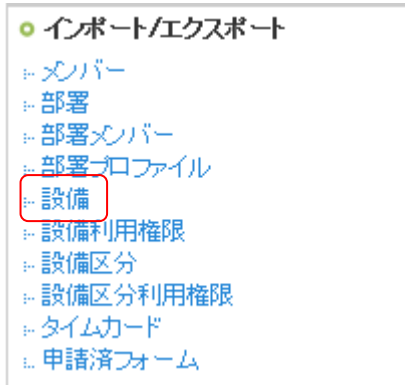 インポート/エクスポート
メンバー
部署
部署メンバー
部署プロファイル
設備
設備利用権限
設備区分
設備区分利用権限
タイムカード
申請済フォーム